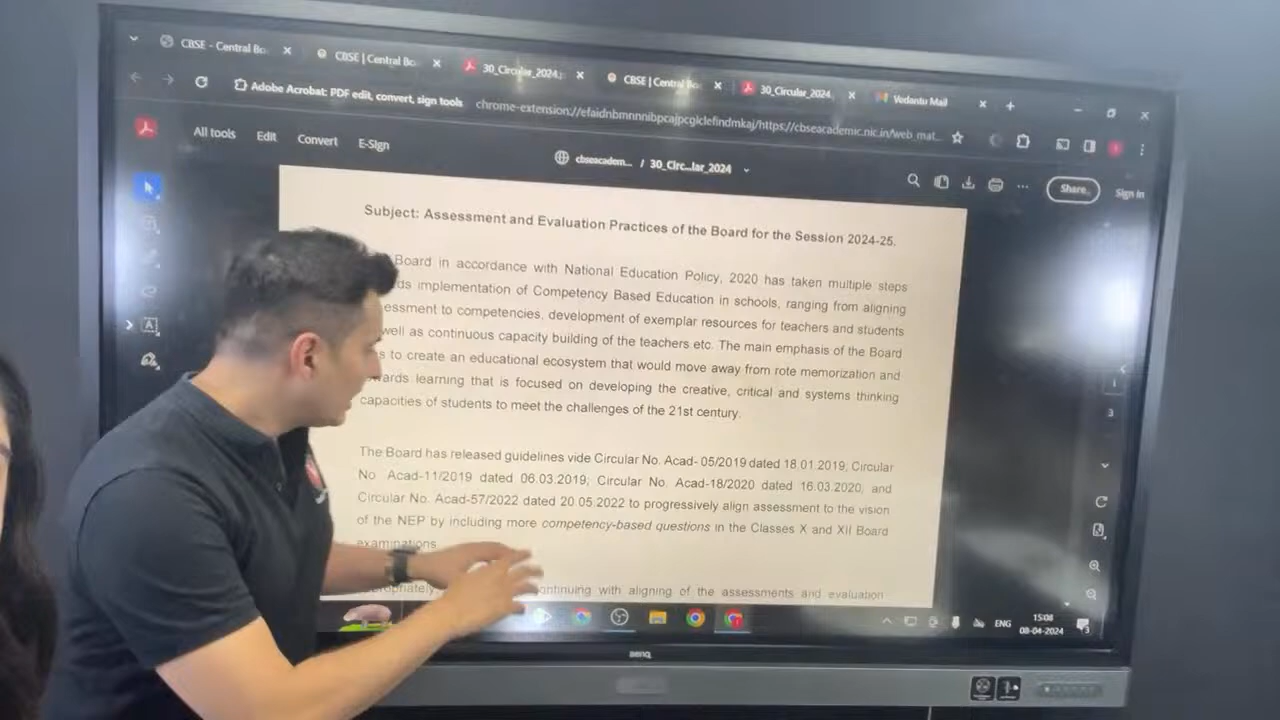 CBSE - Central Bo
CBSE | Central Bo
30_Circular_2024.
CBSE | Central Bo
30_Circular_2024
Vedantu Mail
Adobe Acrobat: PDF edit, convert, sign tools
chrome-extension://efaidnbmnnnibpcajpcglclefindmkaj/https://cbseacademic.nic.in/web_mat...
All tools Edit Convert E-Sign
cbseacadem... / 30_Circ...lar_2024
Share
Sign in
Subject: Assessment and Evaluation Practices of the Board for the Session 2024-25.
Board in accordance with National Education Policy, 2020 has taken multiple steps
implementation of Competency Based Education in schools, ranging from aligning
to competencies, development of exemplar resources for teachers and students
well as continuous capacity building of the teachers etc. The main emphasis of the Board
to create an educational ecosystem that would move away from rote memorization and
learning that is focused on developing the creative, critical and systems thinking
capacities of students to meet the challenges of the 21st century.
The Board has released guidelines vide Circular No. Acad- 05/2019 dated 18.01.2019, Circular
No Acad-11/2019 dated 06.03.2019; Circular No. Acad-18/2020 dated 16.03.2020, and
Circular No. Acad-57/2022 dated 20.05.2022 to progressively align assessment to the vision
of the NEP by including more competency-based questions in the Classes X and XII Board
examinations
with aligning of the assessments and evaluation
3
ENG
15:08
08-04-2024
BenQ